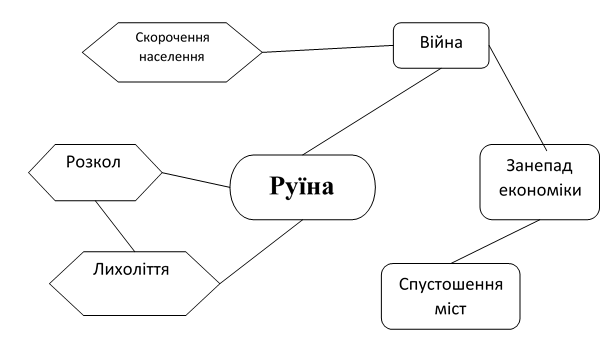 Скорочення
населення
Війна
Розкол
Руїна
Занепад
економіки
Лихоліття
Спустошення
міст